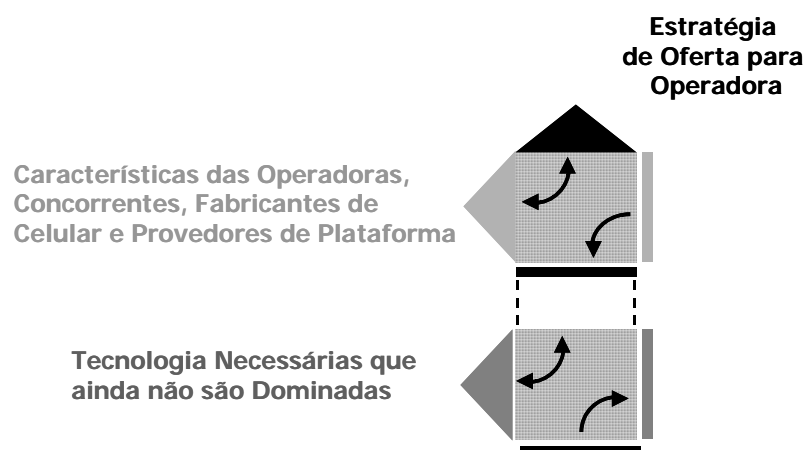 Estratégia
de Oferta para
Operadora
Características das Operadoras,
Concorrentes, Fabricantes de
Celular e Provedores de Plataforma
Tecnologia Necessárias que
ainda não são Dominadas